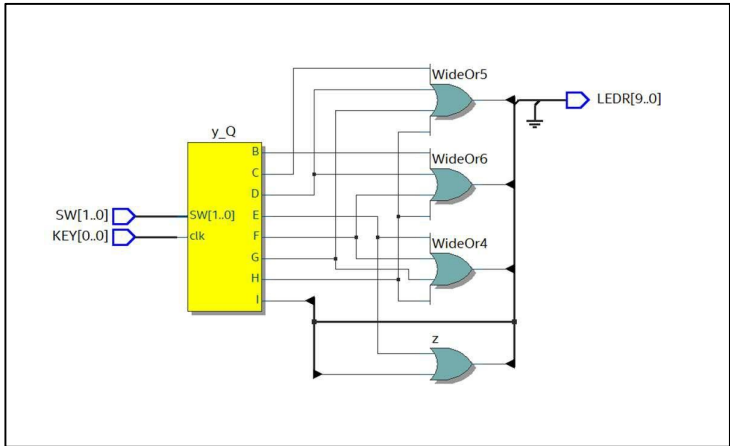 WideOr5
LEDR[9..0]
y_Q
B
C
D
E
F
G
H
I
SW[1..0]
SW[1..0]
KEY[0..0]
clk
WideOr6
WideOr4
z